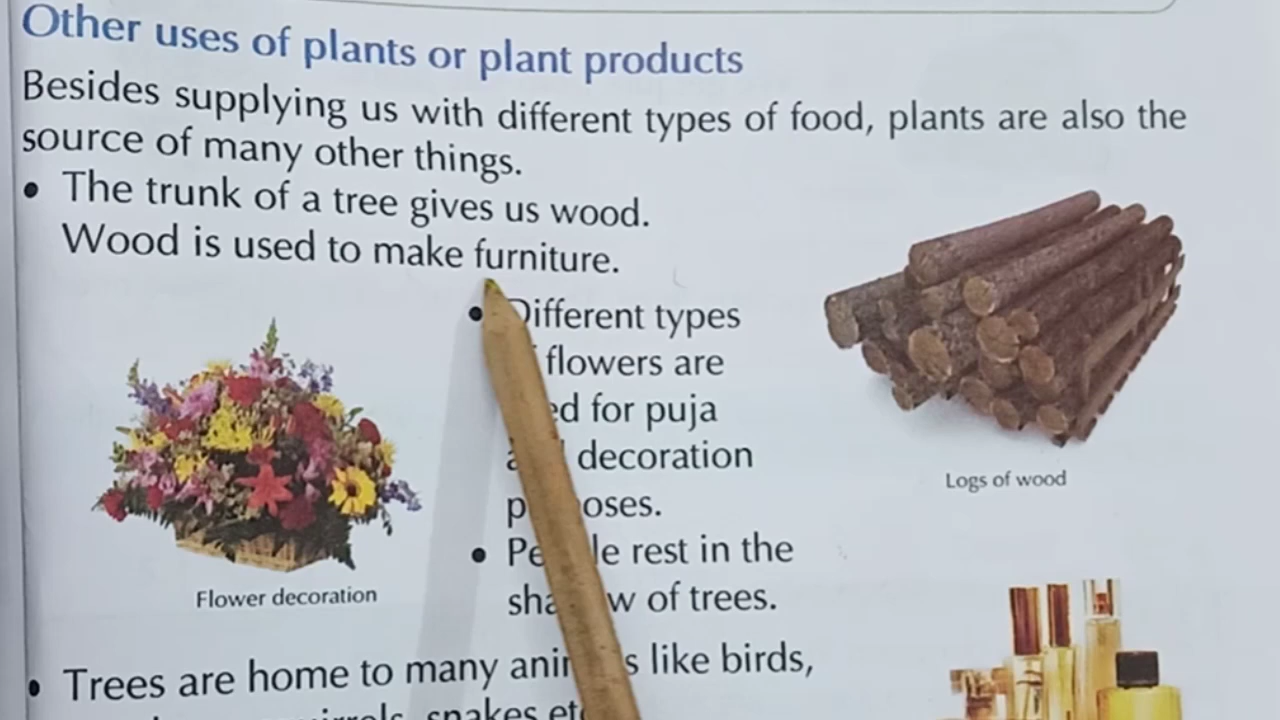 Other uses of plants or plant products
Besides supplying us with different types of food, plants are also the
source of many other things.
• The trunk of a tree gives us wood.
Wood is used to make furniture.
• Different types
flowers are
for puja
decoration
• rest in the
of trees.
Logs of wood
Flower decoration
• Trees are home to many like birds,
snakes